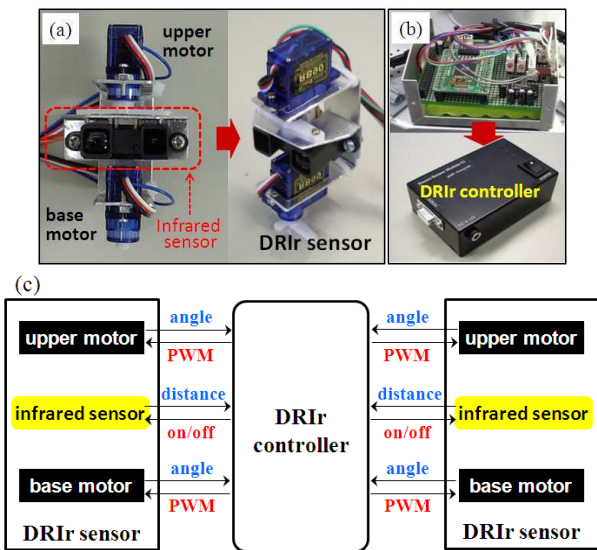 (a)
upper
motor
base
motor
Infrared
sensor
DRIr sensor
(b)
DRIr controller
(c)
upper motor
angle
PWM
infrared sensor
distance
on/off
base motor
angle
PWM
DRIr sensor
DRIr
controller
angle
PWM
upper motor
distance
on/off
infrared sensor
angle
PWM
base motor
DRIr sensor